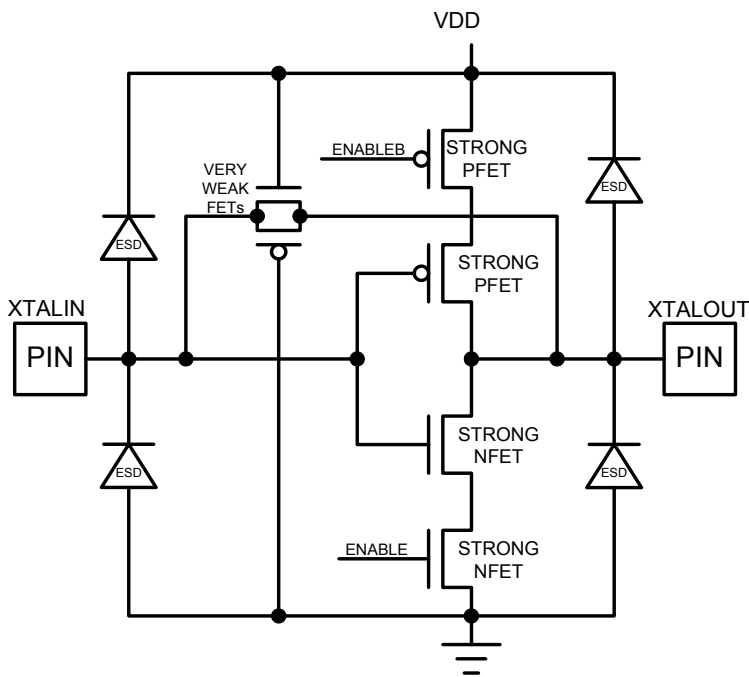 VDD
ENABLEB
STRONG
PFET
VERY
WEAK
FETs
ESD
ESD
STRONG
PFET
XTALIN
XTALOUT
PIN
PIN
STRONG
NFET
ESD
ESD
ENABLE
STRONG
NFET